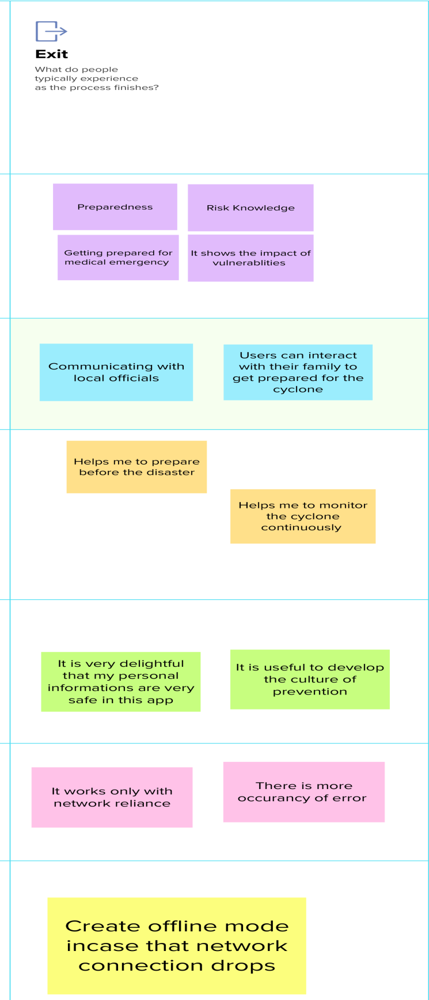 Exit
What do people
typically experience
as the process finishes?
Preparedness
Risk Knowledge
Getting prepared for
medical emergency
It shows the impact of
vulnerablities
Communicating with
local officials
Users can interact
with their family to
get prepared for the
cyclone
Helps me to prepare
before the disaster
Helps me to monitor
the cyclone
continuously
It is very delightful
that my personal
informations are very
safe in this app
It is useful to develop
the culture of
prevention
It works only with
network reliance
There is more
occurancy of error
Create offline mode
incase that network
connection drops